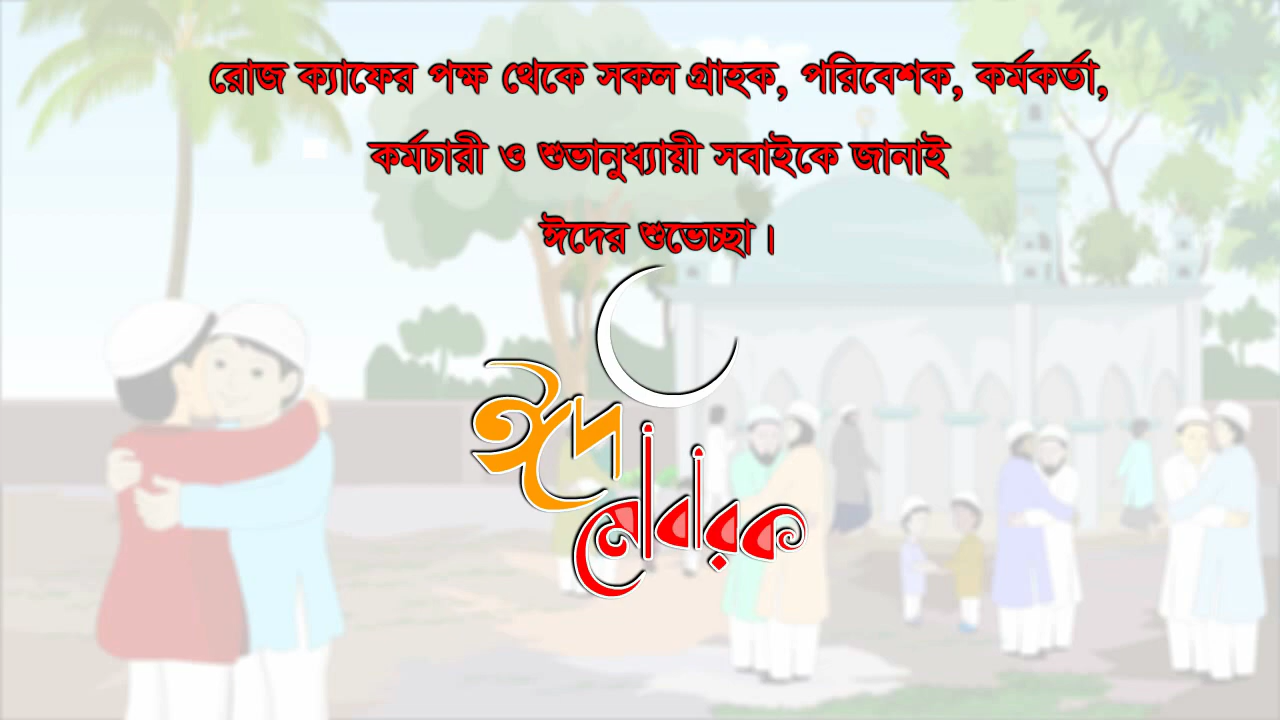 রোজ ক্যাফের পক্ষ থেকে সকল গ্রাহক, পরিবেশক, কর্মকর্তা,
কর্মচারী ও শুভানুধ্যায়ী সবাইকে জানাই
ঈদের শুভেচ্ছা।
ঈদ
মোবারক